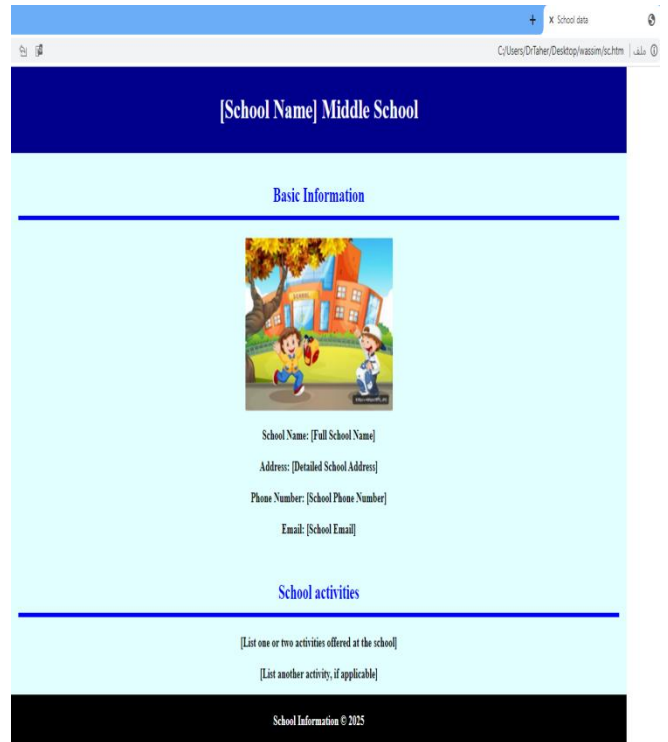 School data
C:/Users/DrTaher/Desktop/wassim/sc.htm | ملف
[School Name] Middle School
Basic Information
SCHOOL
School Name: [Full School Name]
Address: [Detailed School Address]
Phone Number: [School Phone Number]
Email: [School Email]
School activities
[List one or two activities offered at the school]
[List another activity, if applicable]
School Information © 2025